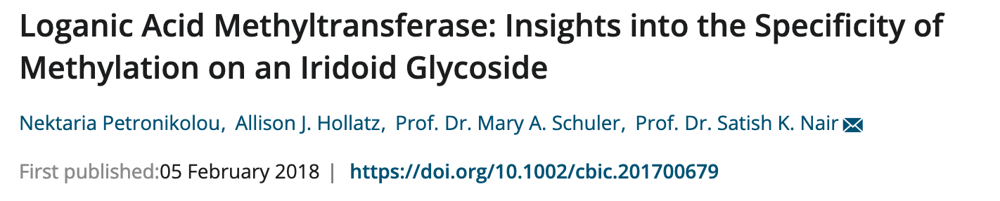 Loganic Acid Methyltransferase: Insights into the Specificity of
Methylation on an Iridoid Glycoside
Nektaria Petronikolou, Allison J. Hollatz, Prof. Dr. Mary A. Schuler, Prof. Dr. Satish K. Nair
First published:05 February 2018 | https://doi.org/10.1002/cbic.201700679